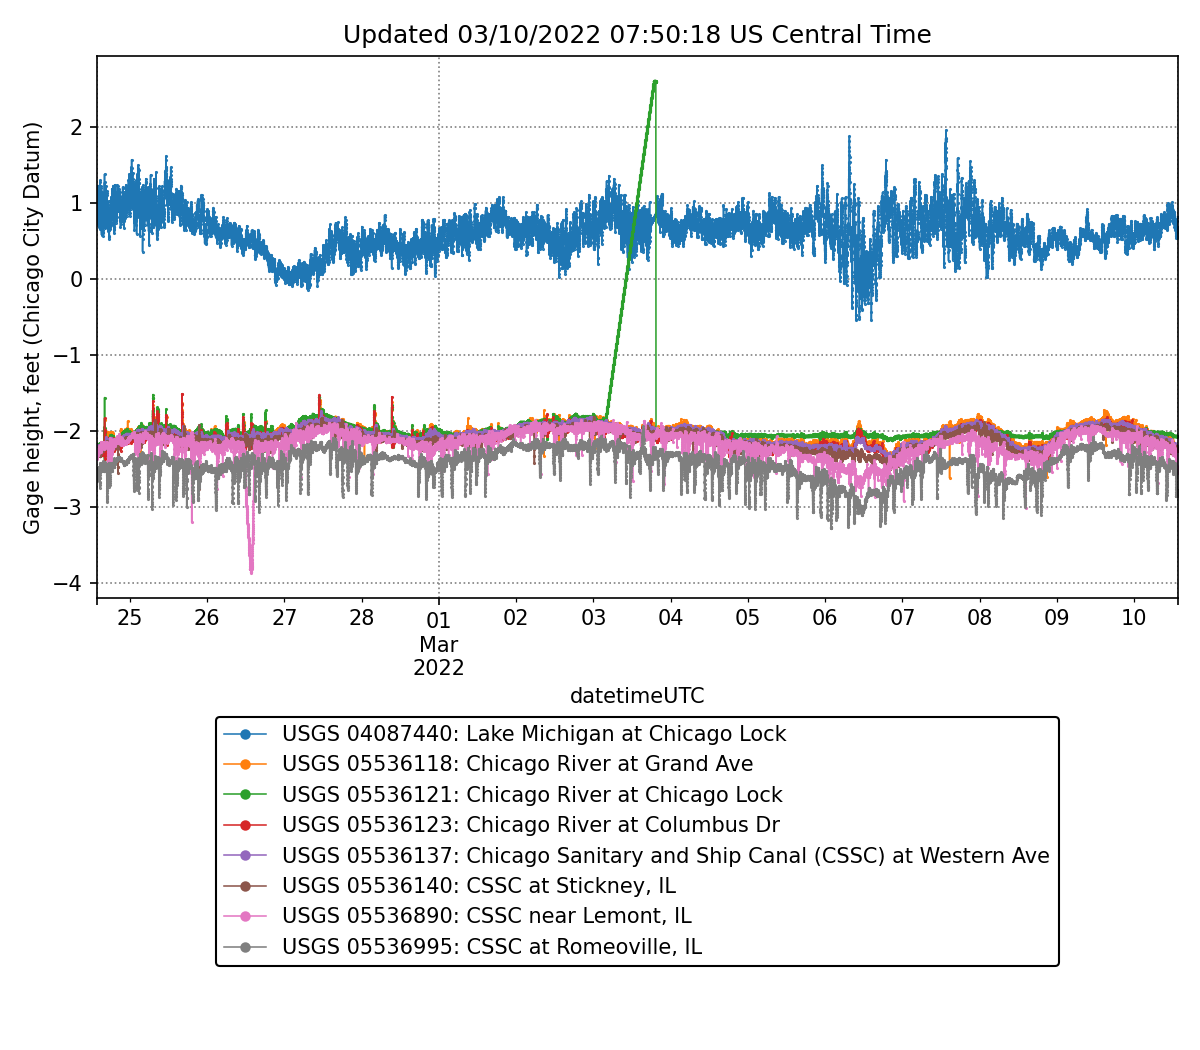 Updated 03/10/2022 07:50:18 US Central Time
Gage height, feet (Chicago City Datum)
2
1
0
−1
−2
−3
−4
25 26 27 28 01 02 03 04 05 06 07 08 09 10
Mar
2022
datetimeUTC
USGS 04087440: Lake Michigan at Chicago Lock
USGS 05536118: Chicago River at Grand Ave
USGS 05536121: Chicago River at Chicago Lock
USGS 05536123: Chicago River at Columbus Dr
USGS 05536137: Chicago Sanitary and Ship Canal (CSSC) at Western Ave
USGS 05536140: CSSC at Stickney, IL
USGS 05536890: CSSC near Lemont, IL
USGS 05536995: CSSC at Romeoville, IL